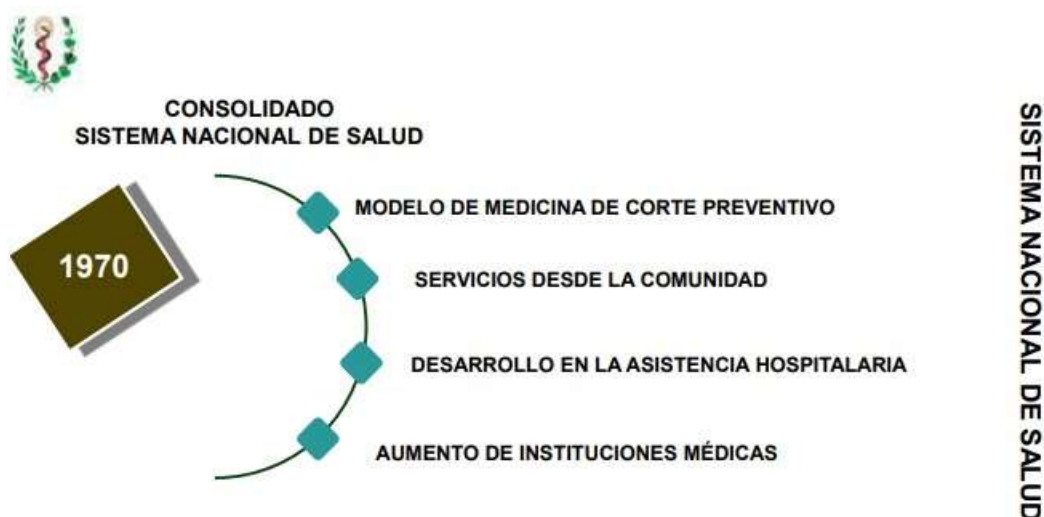 CONSOLIDADO
SISTEMA NACIONAL DE SALUD
1970
MODELO DE MEDICINA DE CORTE PREVENTIVO
SERVICIOS DESDE LA COMUNIDAD
DESARROLLO EN LA ASISTENCIA HOSPITALARIA
AUMENTO DE INSTITUCIONES MÉDICAS
SISTEMA NACIONAL DE SALUD